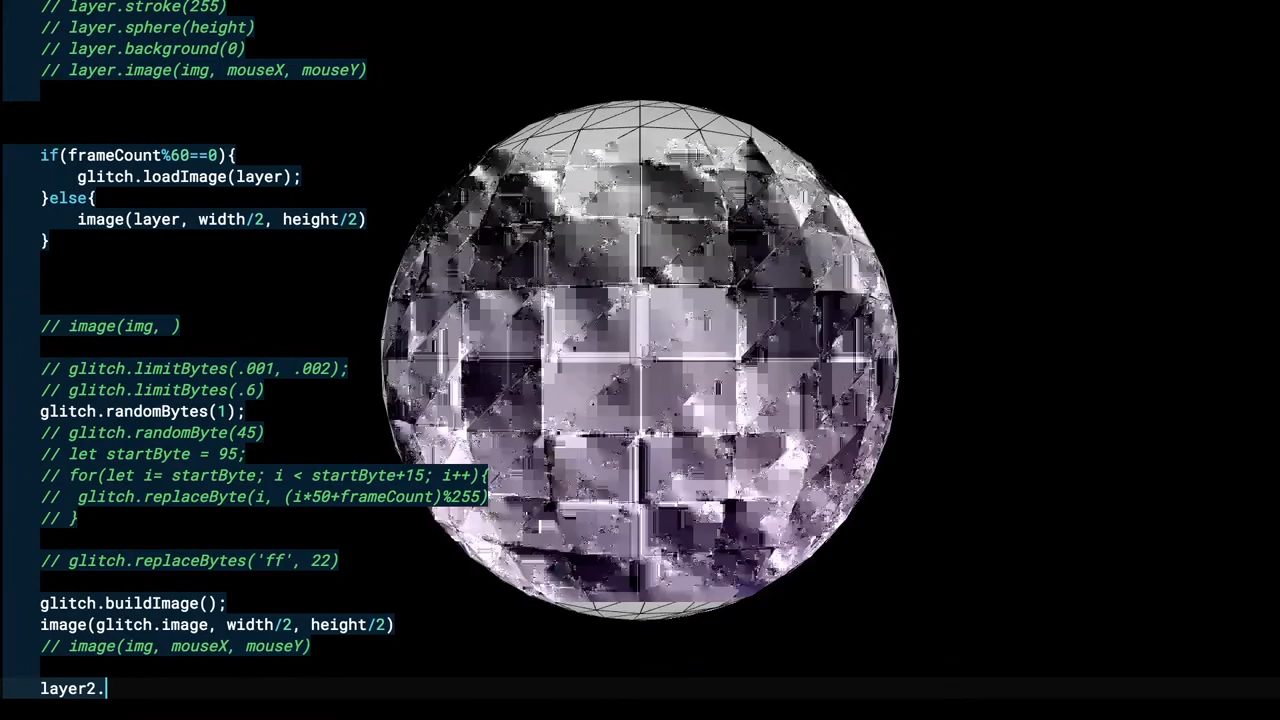 // layer.stroke(255)
// layer.sphere(height)
// layer.background(0)
// layer.image(img, mouseX, mouseY)
if(frameCount%60==0){
glitch.loadImage(layer);
}else{
image(layer, width/2, height/2)
}
// image(img, )
// glitch.limitBytes(.001, .002);
// glitch.limitBytes(.6)
glitch.randomBytes(1);
// glitch.randomByte(45)
// let startByte = 95;
// for(let i= startByte; i < startByte+15; i++){
//  glitch.replaceByte(i, (i*50+frameCount)%255)
// }
// glitch.replaceBytes('ff', 22)
glitch.buildImage();
image(glitch.image, width/2, height/2)
// image(img, mouseX, mouseY)
layer2.